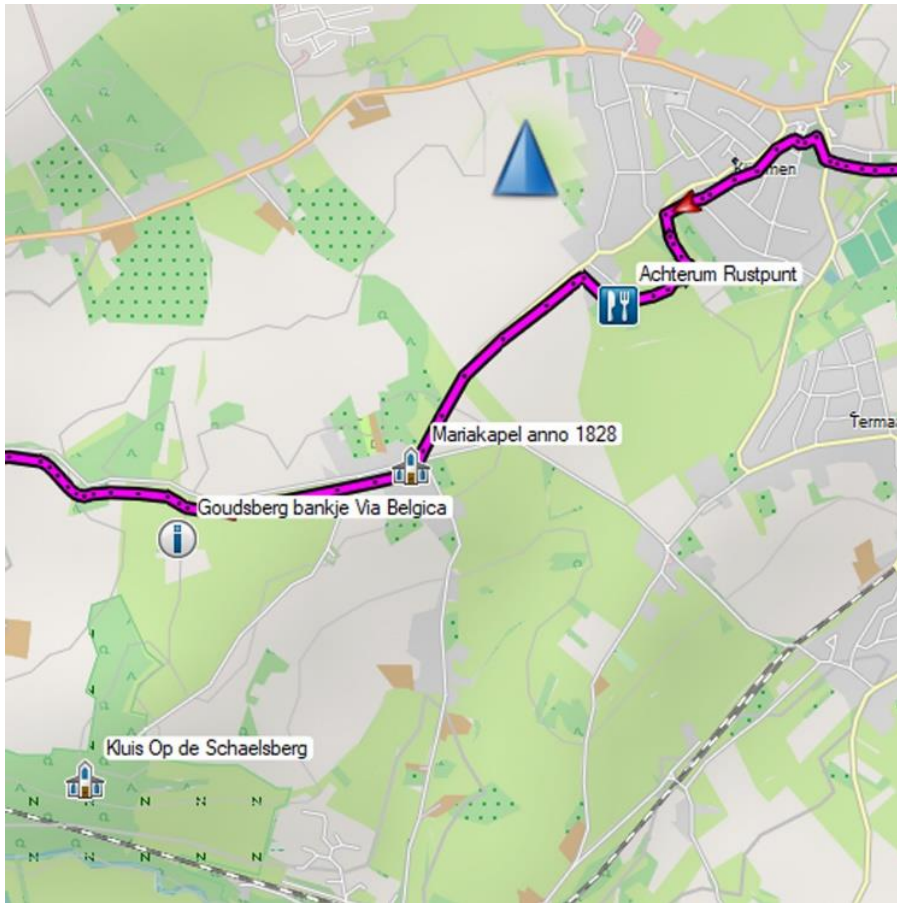 Achterum Rustpunt
Mariakapel anno 1828
Goudsberg bankje Via Belgica
Kluis Op de Schaelsberg